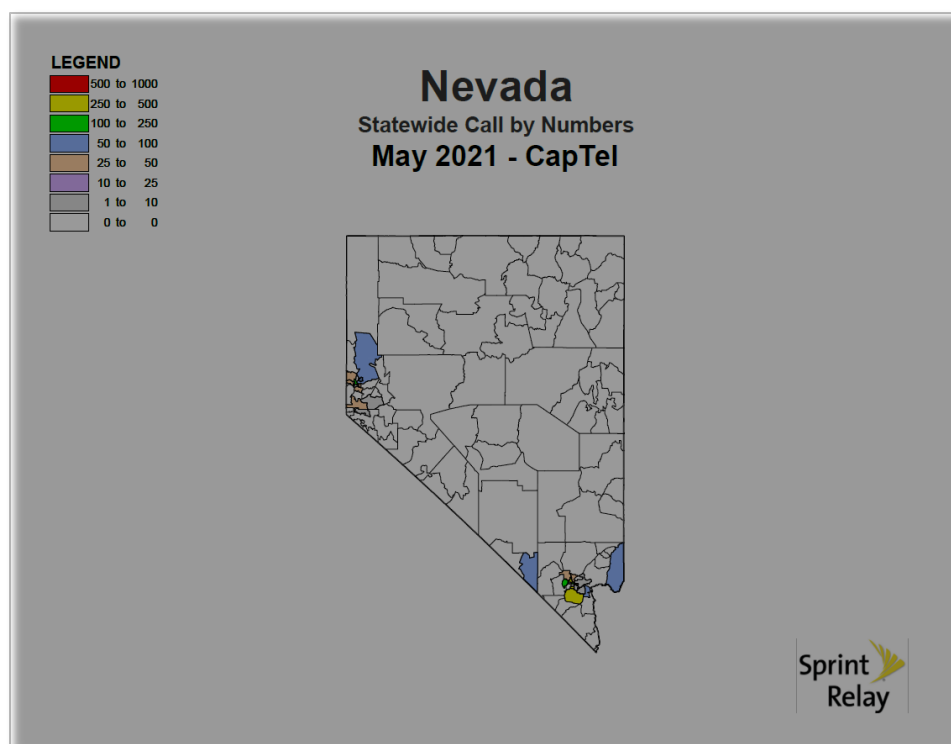 LEGEND
500 to 1000
250 to 500
100 to 250
50 to 100
25 to 50
10 to 25
1 to 10
0 to 0
Nevada
Statewide Call by Numbers
May 2021 - CapTel
Sprint
Relay